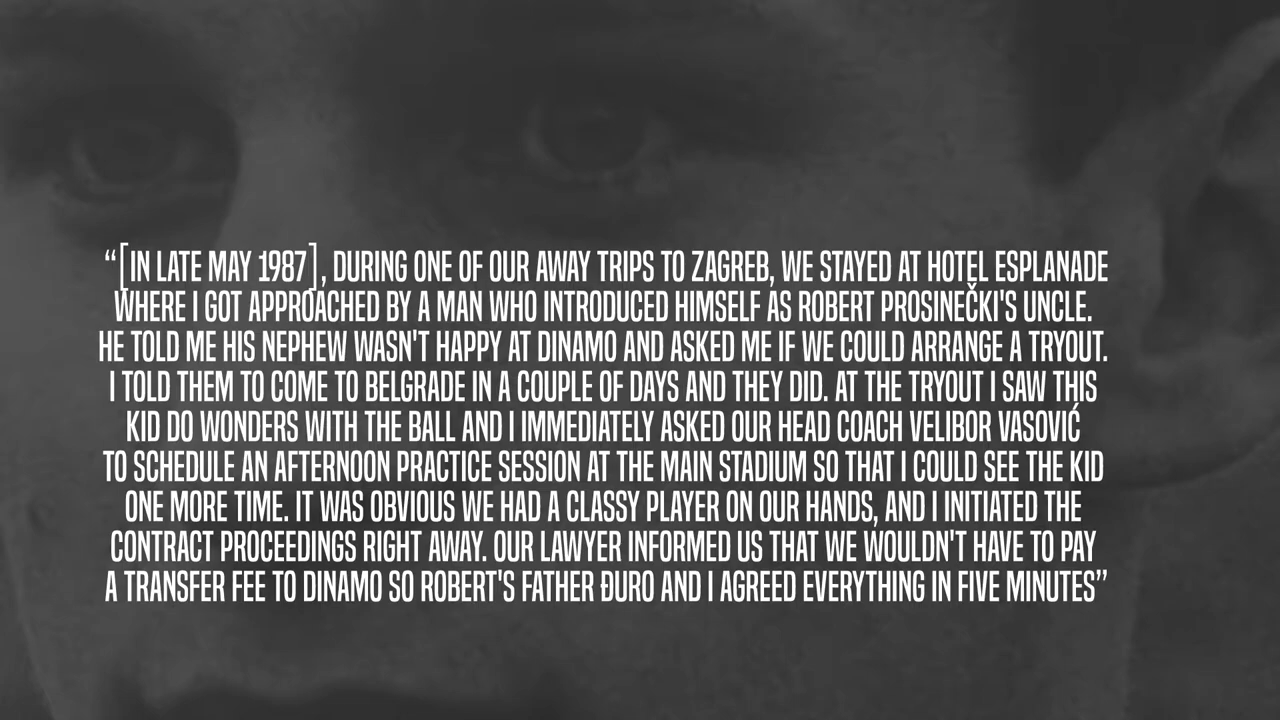 “[IN LATE MAY 1987], DURING ONE OF OUR AWAY TRIPS TO ZAGREB, WE STAYED AT HOTEL ESPLANADE
WHERE I GOT APPROACHED BY A MAN WHO INTRODUCED HIMSELF AS ROBERT PROSINEČKI'S UNCLE.
HE TOLD ME HIS NEPHEW WASN'T HAPPY AT DINAMO AND ASKED ME IF WE COULD ARRANGE A TRYOUT.
I TOLD THEM TO COME TO BELGRADE IN A COUPLE OF DAYS AND THEY DID. AT THE TRYOUT I SAW THIS
KID DO WONDERS WITH THE BALL AND I IMMEDIATELY ASKED OUR HEAD COACH VELIBOR VASOVIĆ
TO SCHEDULE AN AFTERNOON PRACTICE SESSION AT THE MAIN STADIUM SO THAT I COULD SEE THE KID
ONE MORE TIME. IT WAS OBVIOUS WE HAD A CLASSY PLAYER ON OUR HANDS, AND I INITIATED THE
CONTRACT PROCEEDINGS RIGHT AWAY. OUR LAWYER INFORMED US THAT WE WOULDN'T HAVE TO PAY
A TRANSFER FEE TO DINAMO SO ROBERT'S FATHER ĐURO AND I AGREED EVERYTHING IN FIVE MINUTES”